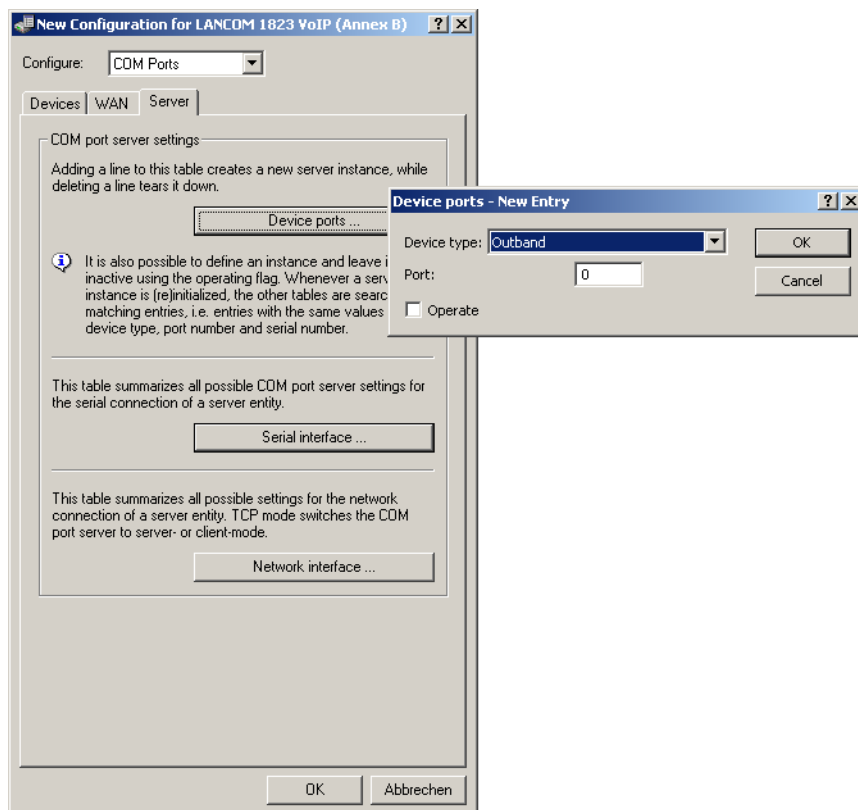 New Configuration for LANCOM 1823 VoIP (Annex B)
Configure: COM Ports
Devices WAN Server
COM port server settings
Adding a line to this table creates a new server instance, while
deleting a line tears it down.
Device ports ...
It is also possible to define an instance and leave i
inactive using the operating flag. Whenever a serv
instance is (re)initialized, the other tables are searc
matching entries, i.e. entries with the same values
device type, port number and serial number.
This table summarizes all possible COM port server settings for
the serial connection of a server entity.
Serial interface ...
This table summarizes all possible settings for the network
connection of a server entity. TCP mode switches the COM
port server to server- or client-mode.
Network interface ...
OK Abbrechen
Device ports - New Entry
Device type: Outband
OK
Port: 0
Cancel
Operate